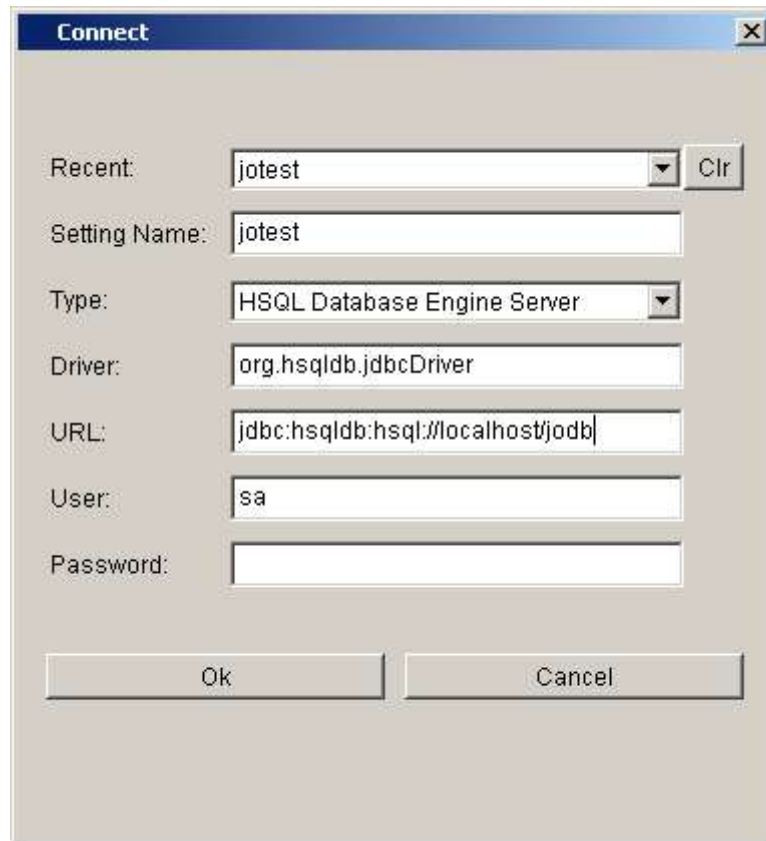 Connect
Recent: jotest Clr
Setting Name: jotest
Type: HSQL Database Engine Server
Driver: org.hsqldb.jdbcDriver
URL: jdbc:hsqldb:hsql://localhost/jodb
User: sa
Password:
Ok Cancel